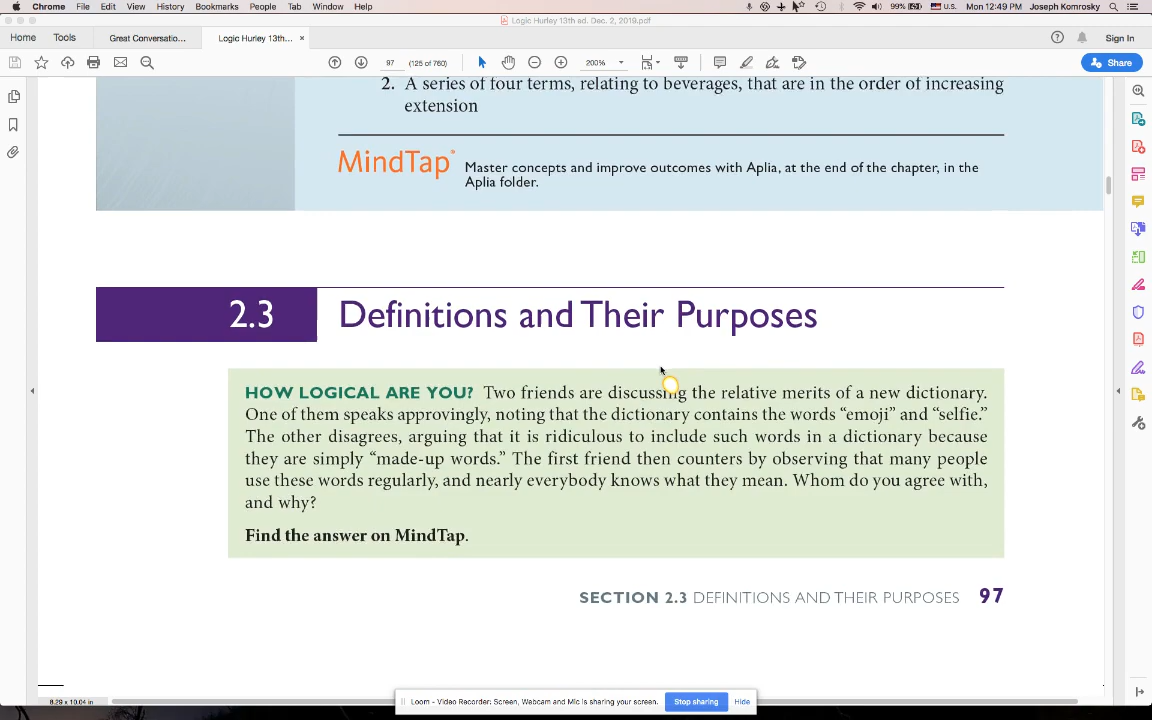 Chrome File Edit View History Bookmarks People Tab Window Help 99% U.S. Mon 12:49 PM Joseph Komrosky
Logic Hurley 13th ed. Dec. 2, 2019.pdf
Home Tools Great Conversatio... Logic Hurley 13th... × Sign In
97 (125 of 760) 200% Share
2. A series of four terms, relating to beverages, that are in the order of increasing
extension
MindTap Master concepts and improve outcomes with Aplia, at the end of the chapter, in the
Aplia folder.
2.3 Definitions and Their Purposes
HOW LOGICAL ARE YOU? Two friends are discussing the relative merits of a new dictionary.
One of them speaks approvingly, noting that the dictionary contains the words “emoji” and “selfie.”
The other disagrees, arguing that it is ridiculous to include such words in a dictionary because
they are simply “made-up words.” The first friend then counters by observing that many people
use these words regularly, and nearly everybody knows what they mean. Whom do you agree with,
and why?
Find the answer on MindTap.
SECTION 2.3 DEFINITIONS AND THEIR PURPOSES 97
8.29 x 10.04 in
Loom - Video Recorder: Screen, Webcam and Mic is sharing your screen. Stop sharing Hide